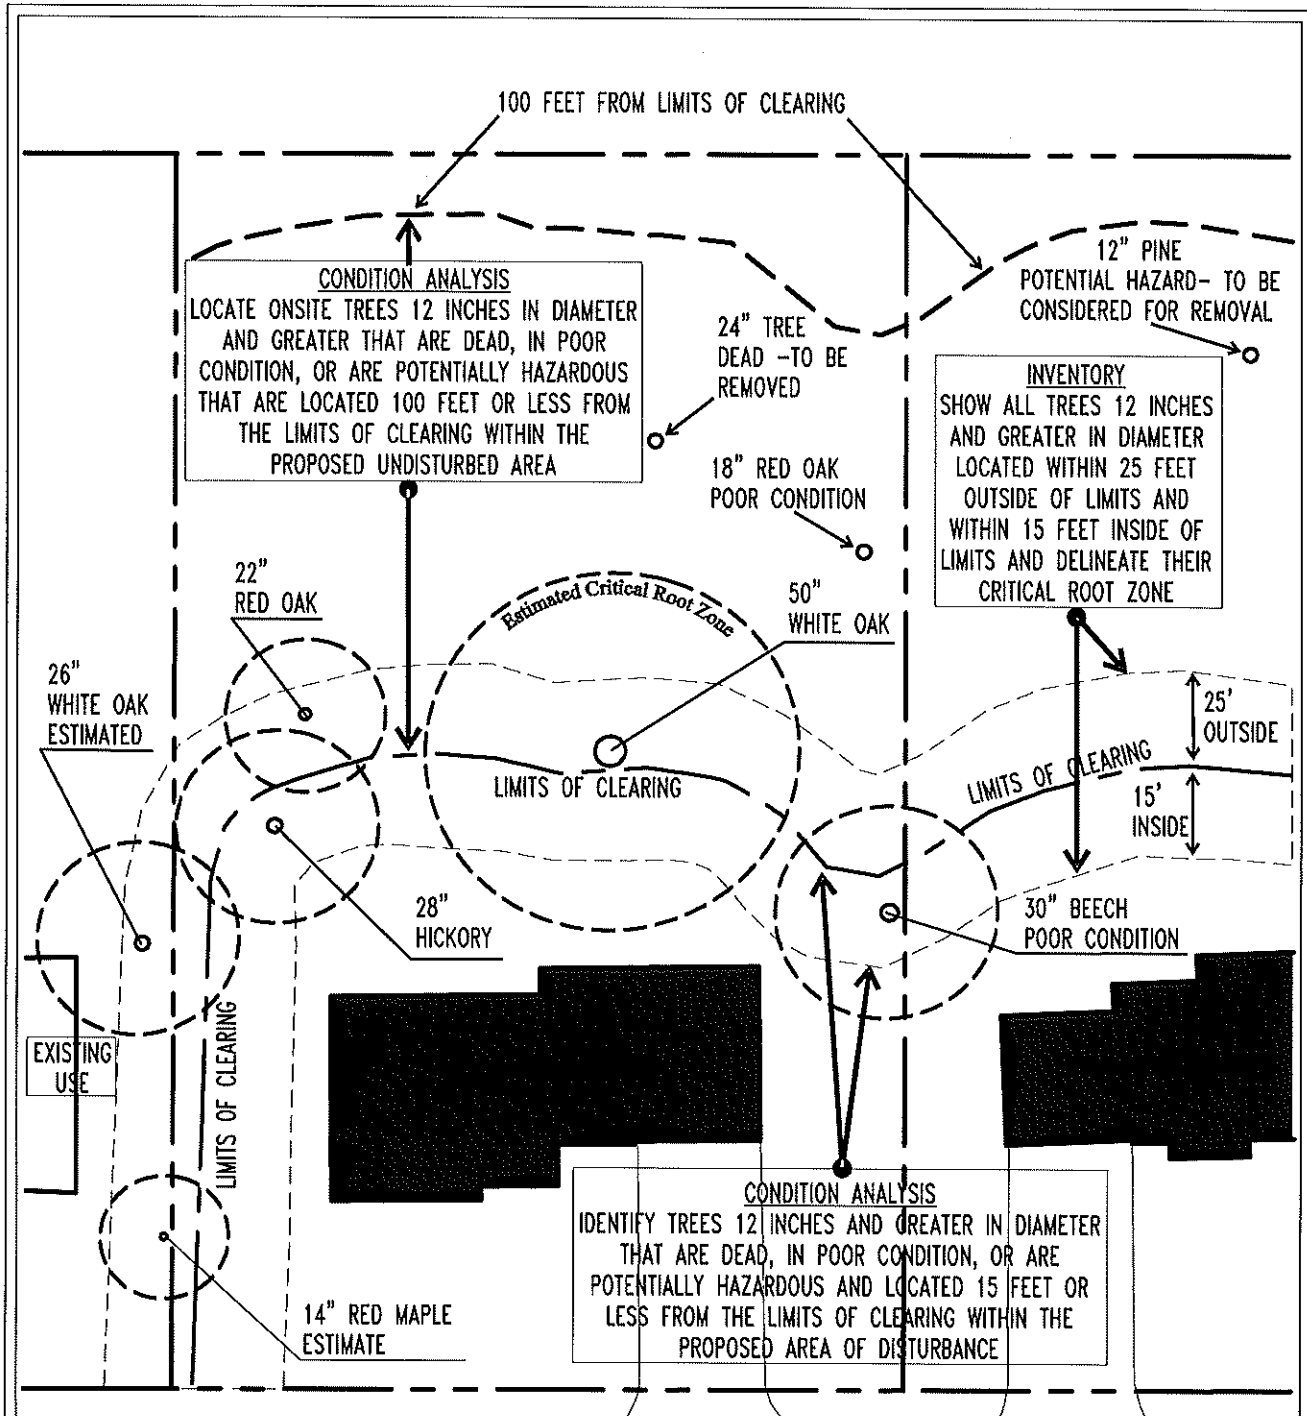 100 FEET FROM LIMITS OF CLEARING
CONDITION ANALYSIS
LOCATE ONSITE TREES 12 INCHES IN DIAMETER
AND GREATER THAT ARE DEAD, IN POOR
CONDITION, OR ARE POTENTIALLY HAZARDOUS
THAT ARE LOCATED 100 FEET OR LESS FROM
THE LIMITS OF CLEARING WITHIN THE
PROPOSED UNDISTURBED AREA
12" PINE
POTENTIAL HAZARD- TO BE
CONSIDERED FOR REMOVAL
24" TREE
DEAD -TO BE
REMOVED
INVENTORY
SHOW ALL TREES 12 INCHES
AND GREATER IN DIAMETER
LOCATED WITHIN 25 FEET
OUTSIDE OF LIMITS AND
WITHIN 15 FEET INSIDE OF
LIMITS AND DELINEATE THEIR
CRITICAL ROOT ZONE
18" RED OAK
POOR CONDITION
22"
RED OAK
Estimated Critical Root Zone
50"
WHITE OAK
26"
WHITE OAK
ESTIMATED
25'
OUTSIDE
LIMITS OF CLEARING
LIMITS OF CLEARING
15'
INSIDE
28"
HICKORY
30" BEECH
POOR CONDITION
EXISTING
USE
LIMITS OF CLEARING
CONDITION ANALYSIS
IDENTIFY TREES 12 INCHES AND GREATER IN DIAMETER
THAT ARE DEAD, IN POOR CONDITION, OR ARE
POTENTIALLY HAZARDOUS AND LOCATED 15 FEET OR
LESS FROM THE LIMITS OF CLEARING WITHIN THE
PROPOSED AREA OF DISTURBANCE
14" RED MAPLE
ESTIMATE